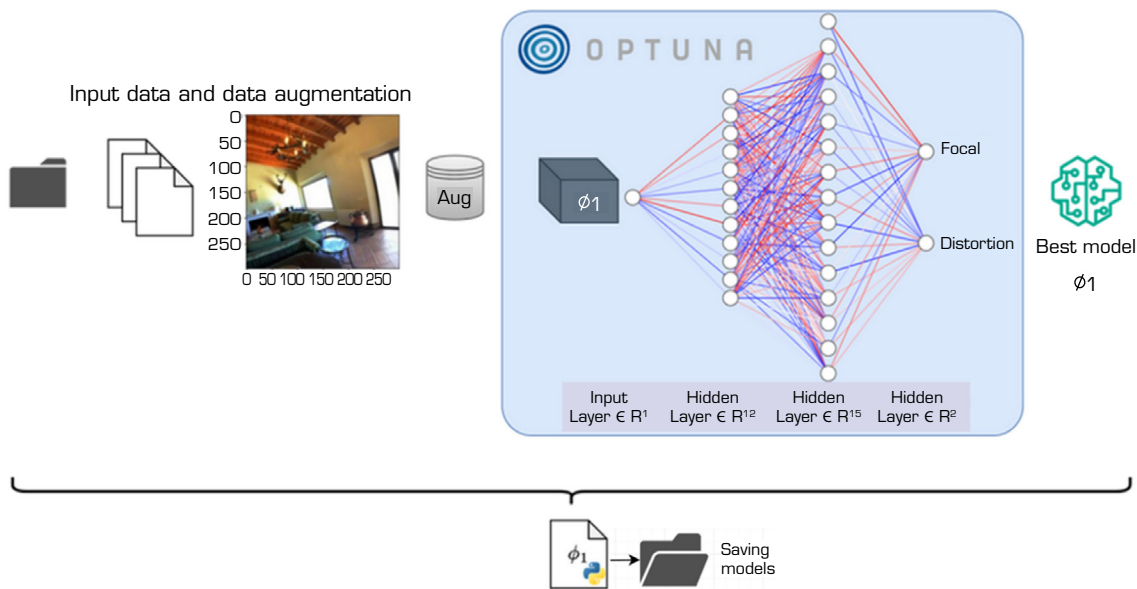 OPTUNA
Input data and data augmentation
0
50
100
150
200
250
0 50 100 150 200 250
Aug
ϕ1
Focal
Distortion
Best model
ϕ1
Input
Layer ∈ R¹
Hidden
Layer ∈ R¹²
Hidden
Layer ∈ R¹⁵
Hidden
Layer ∈ R²
ϕ₁
Saving
models